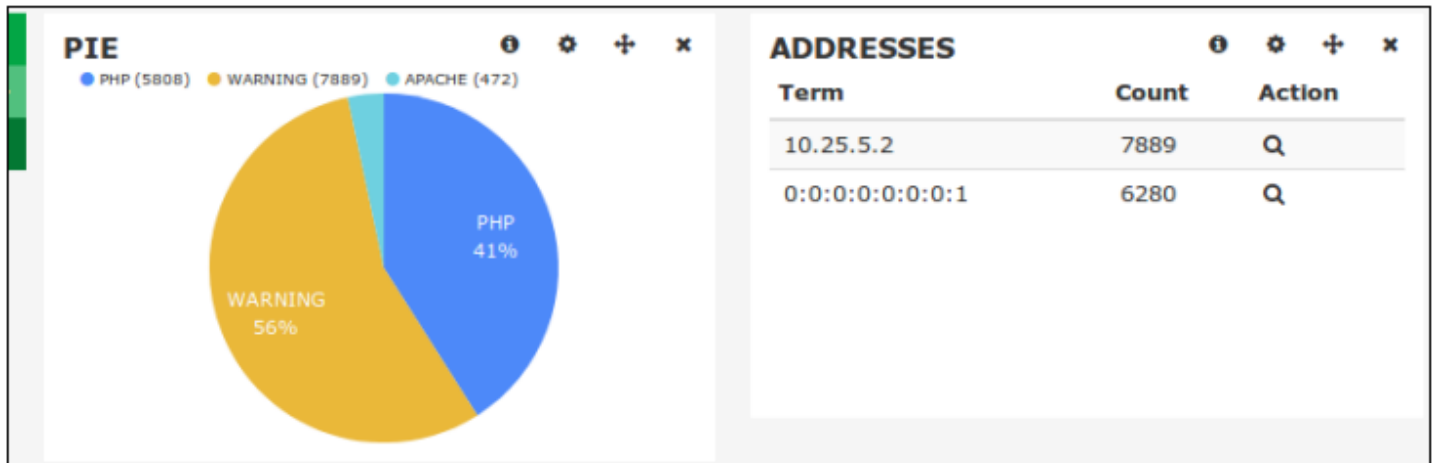 PIE
PHP (5808) WARNING (7889) APACHE (472)
PHP
41%
WARNING
56%
ADDRESSES
Term Count Action
10.25.5.2 7889
0:0:0:0:0:0:0:1 6280